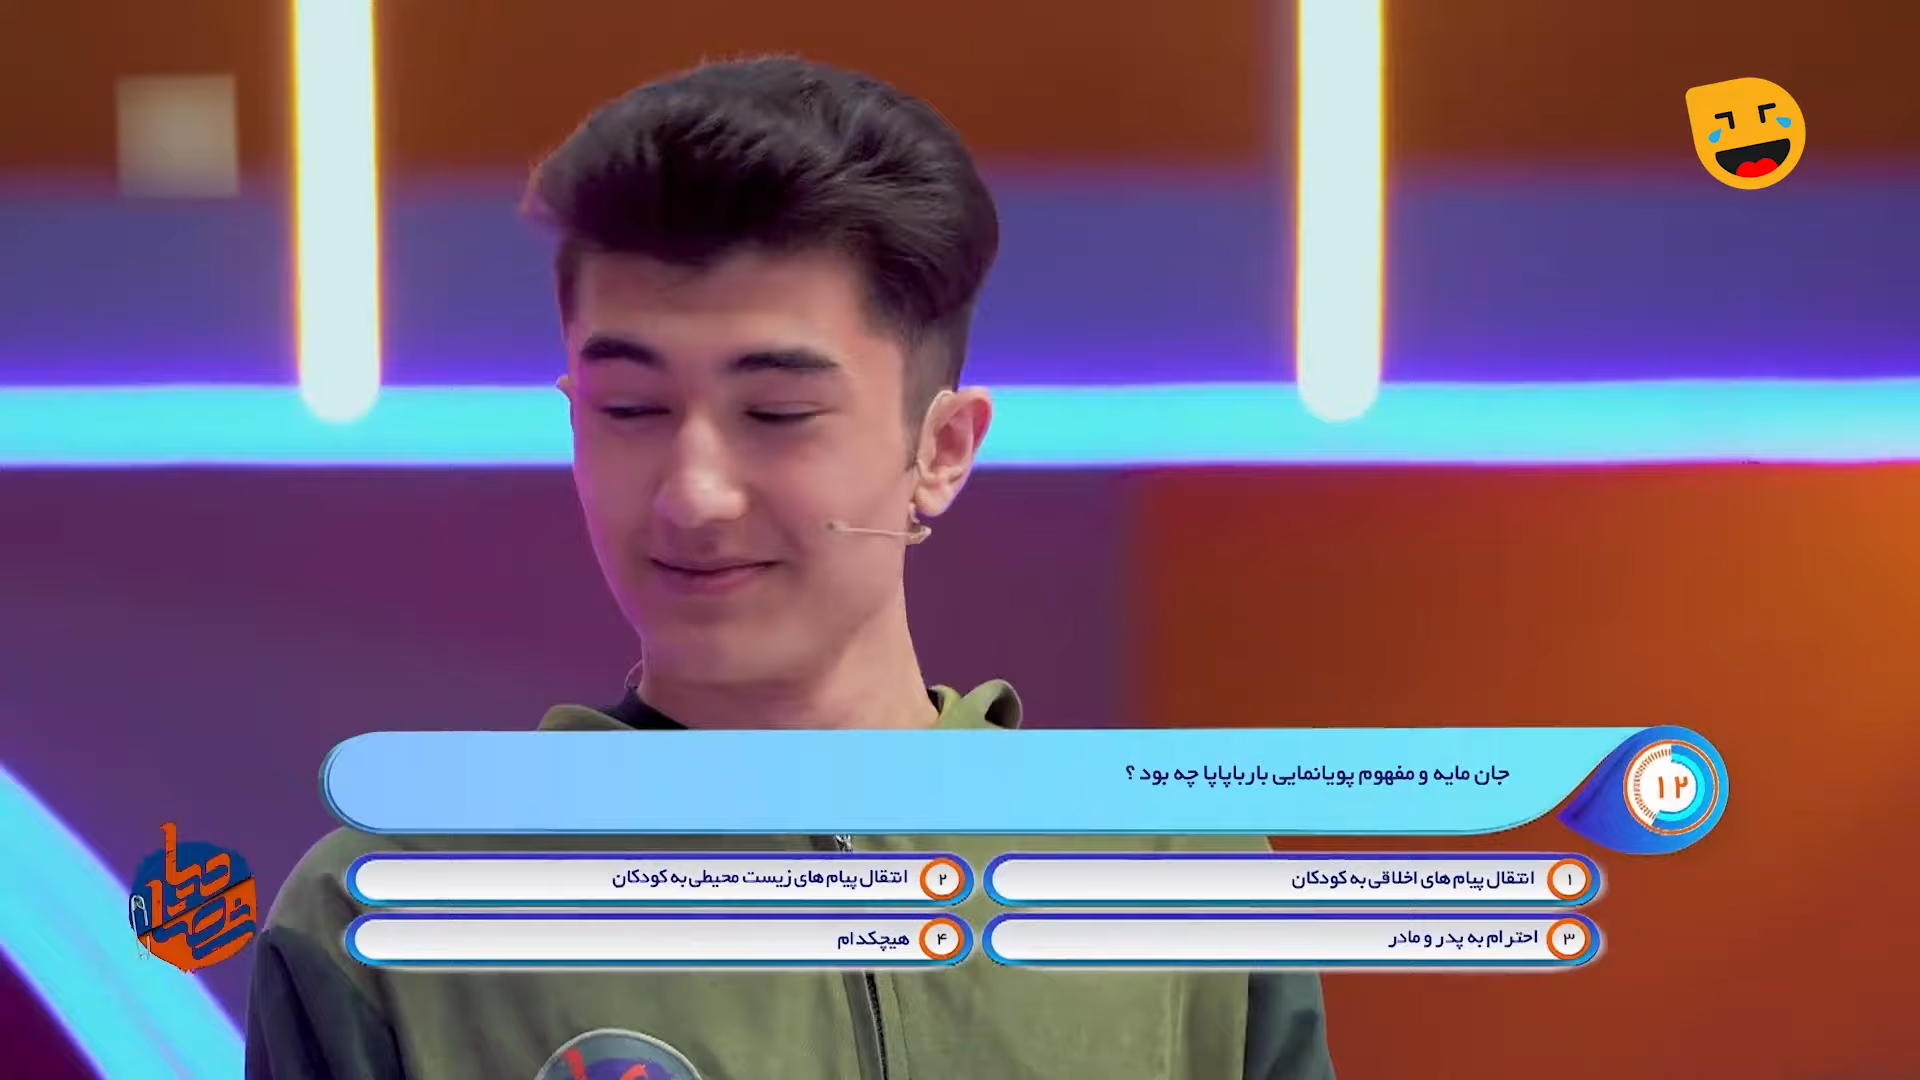 جان مایه و مفهوم پویانمایی بارباپاپا چه بود ؟
۱۲
۱ انتقال پیام های اخلاقی به کودکان
۲ انتقال پیام های زیست محیطی به کودکان
۳ احترام به پدر و مادر
۴ هیچکدام